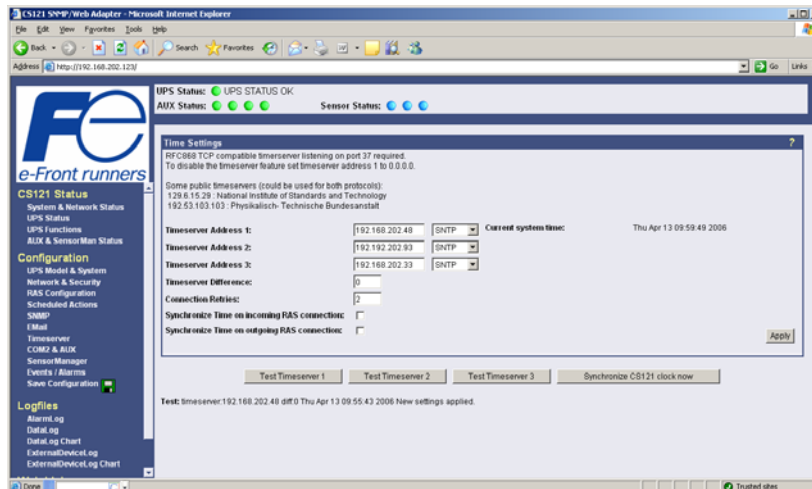 CS121 SNMP/Web Adapter - Microsoft Internet Explorer
File Edit View Favorites Tools Help
Back Search Favorites
Address http://192.168.202.123/ Go Links
UPS Status: UPS STATUS OK
AUX Status: Sensor Status:
Fe
e-Front runners
CS121 Status
System & Network Status
UPS Status
UPS Functions
AUX & SensorMan Status
Configuration
UPS Model & System
Network & Security
RAS Configuration
Scheduled Actions
SNMP
EMail
Timeserver
COM2 & AUX
SensorManager
Events / Alarms
Save Configuration
Logfiles
AlarmLog
DataLog
DataLog Chart
ExternalDeviceLog
ExternalDeviceLog Chart
Time Settings ?
RFC868 TCP compatible timerserver listening on port 37 required.
To disable the timeserver feature set timeserver address 1 to 0.0.0.0.
Some public timeservers (could be used for both protocols):
129.6.15.29 : National Institute of Standards and Technology
192.53.103.103 : Physikalisch- Technische Bundesanstalt
Timeserver Address 1: 192.168.202.48 SNTP Current system time: Thu Apr 13 09:59:49 2006
Timeserver Address 2: 192.192.202.93 SNTP
Timeserver Address 3: 192.168.202.33 SNTP
Timeserver Difference: 0
Connection Retries: 2
Synchronize Time on incoming RAS connection:
Synchronize Time on outgoing RAS connection:
Apply
Test Timeserver 1 Test Timeserver 2 Test Timeserver 3 Synchronize CS121 clock now
Test: timeserver:192.168.202.48 diff:0 Thu Apr 13 09:55:43 2006 New settings applied.
Done Trusted sites